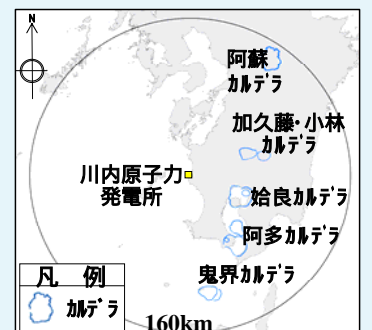 N
阿蘇
ｶﾙﾃﾞﾗ
加久藤･小林
ｶﾙﾃﾞﾗ
川内原子力
発電所
姶良ｶﾙﾃﾞﾗ
阿多ｶﾙﾃﾞﾗ
鬼界ｶﾙﾃﾞﾗ
凡　例
ｶﾙﾃﾞﾗ
160km